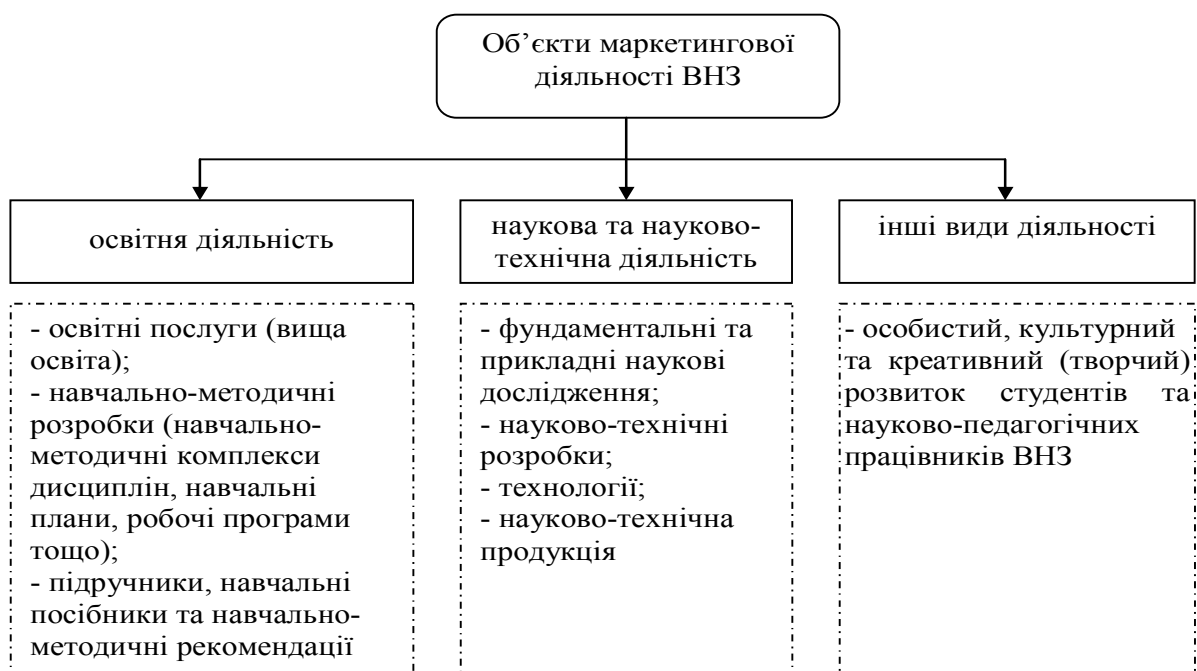 Об’єкти маркетингової
діяльності ВНЗ
освітня діяльність
наукова та науково-
технічна діяльність
інші види діяльності
- освітні послуги (вища
освіта);
- навчально-методичні
розробки (навчально-
методичні комплекси
дисциплін, навчальні
плани, робочі програми
тощо);
- підручники, навчальні
посібники та навчально-
методичні рекомендації
- фундаментальні та
прикладні наукові
дослідження;
- науково-технічні
розробки;
- технології;
- науково-технічна
продукція
- особистий, культурний
та креативний (творчий)
розвиток студентів та
науково-педагогічних
працівників ВНЗ